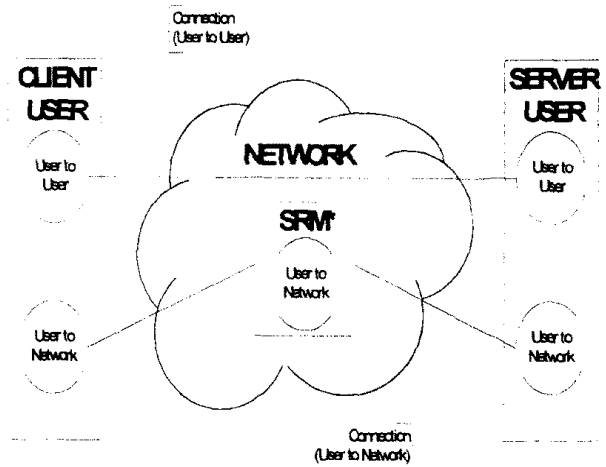 Connection
(User to User)
CLIENT
USER
SERVER
USER
User to
User
NETWORK
User to
User
SRM*
User to
Network
User to
Network
User to
Network
Connection
(User to Network)